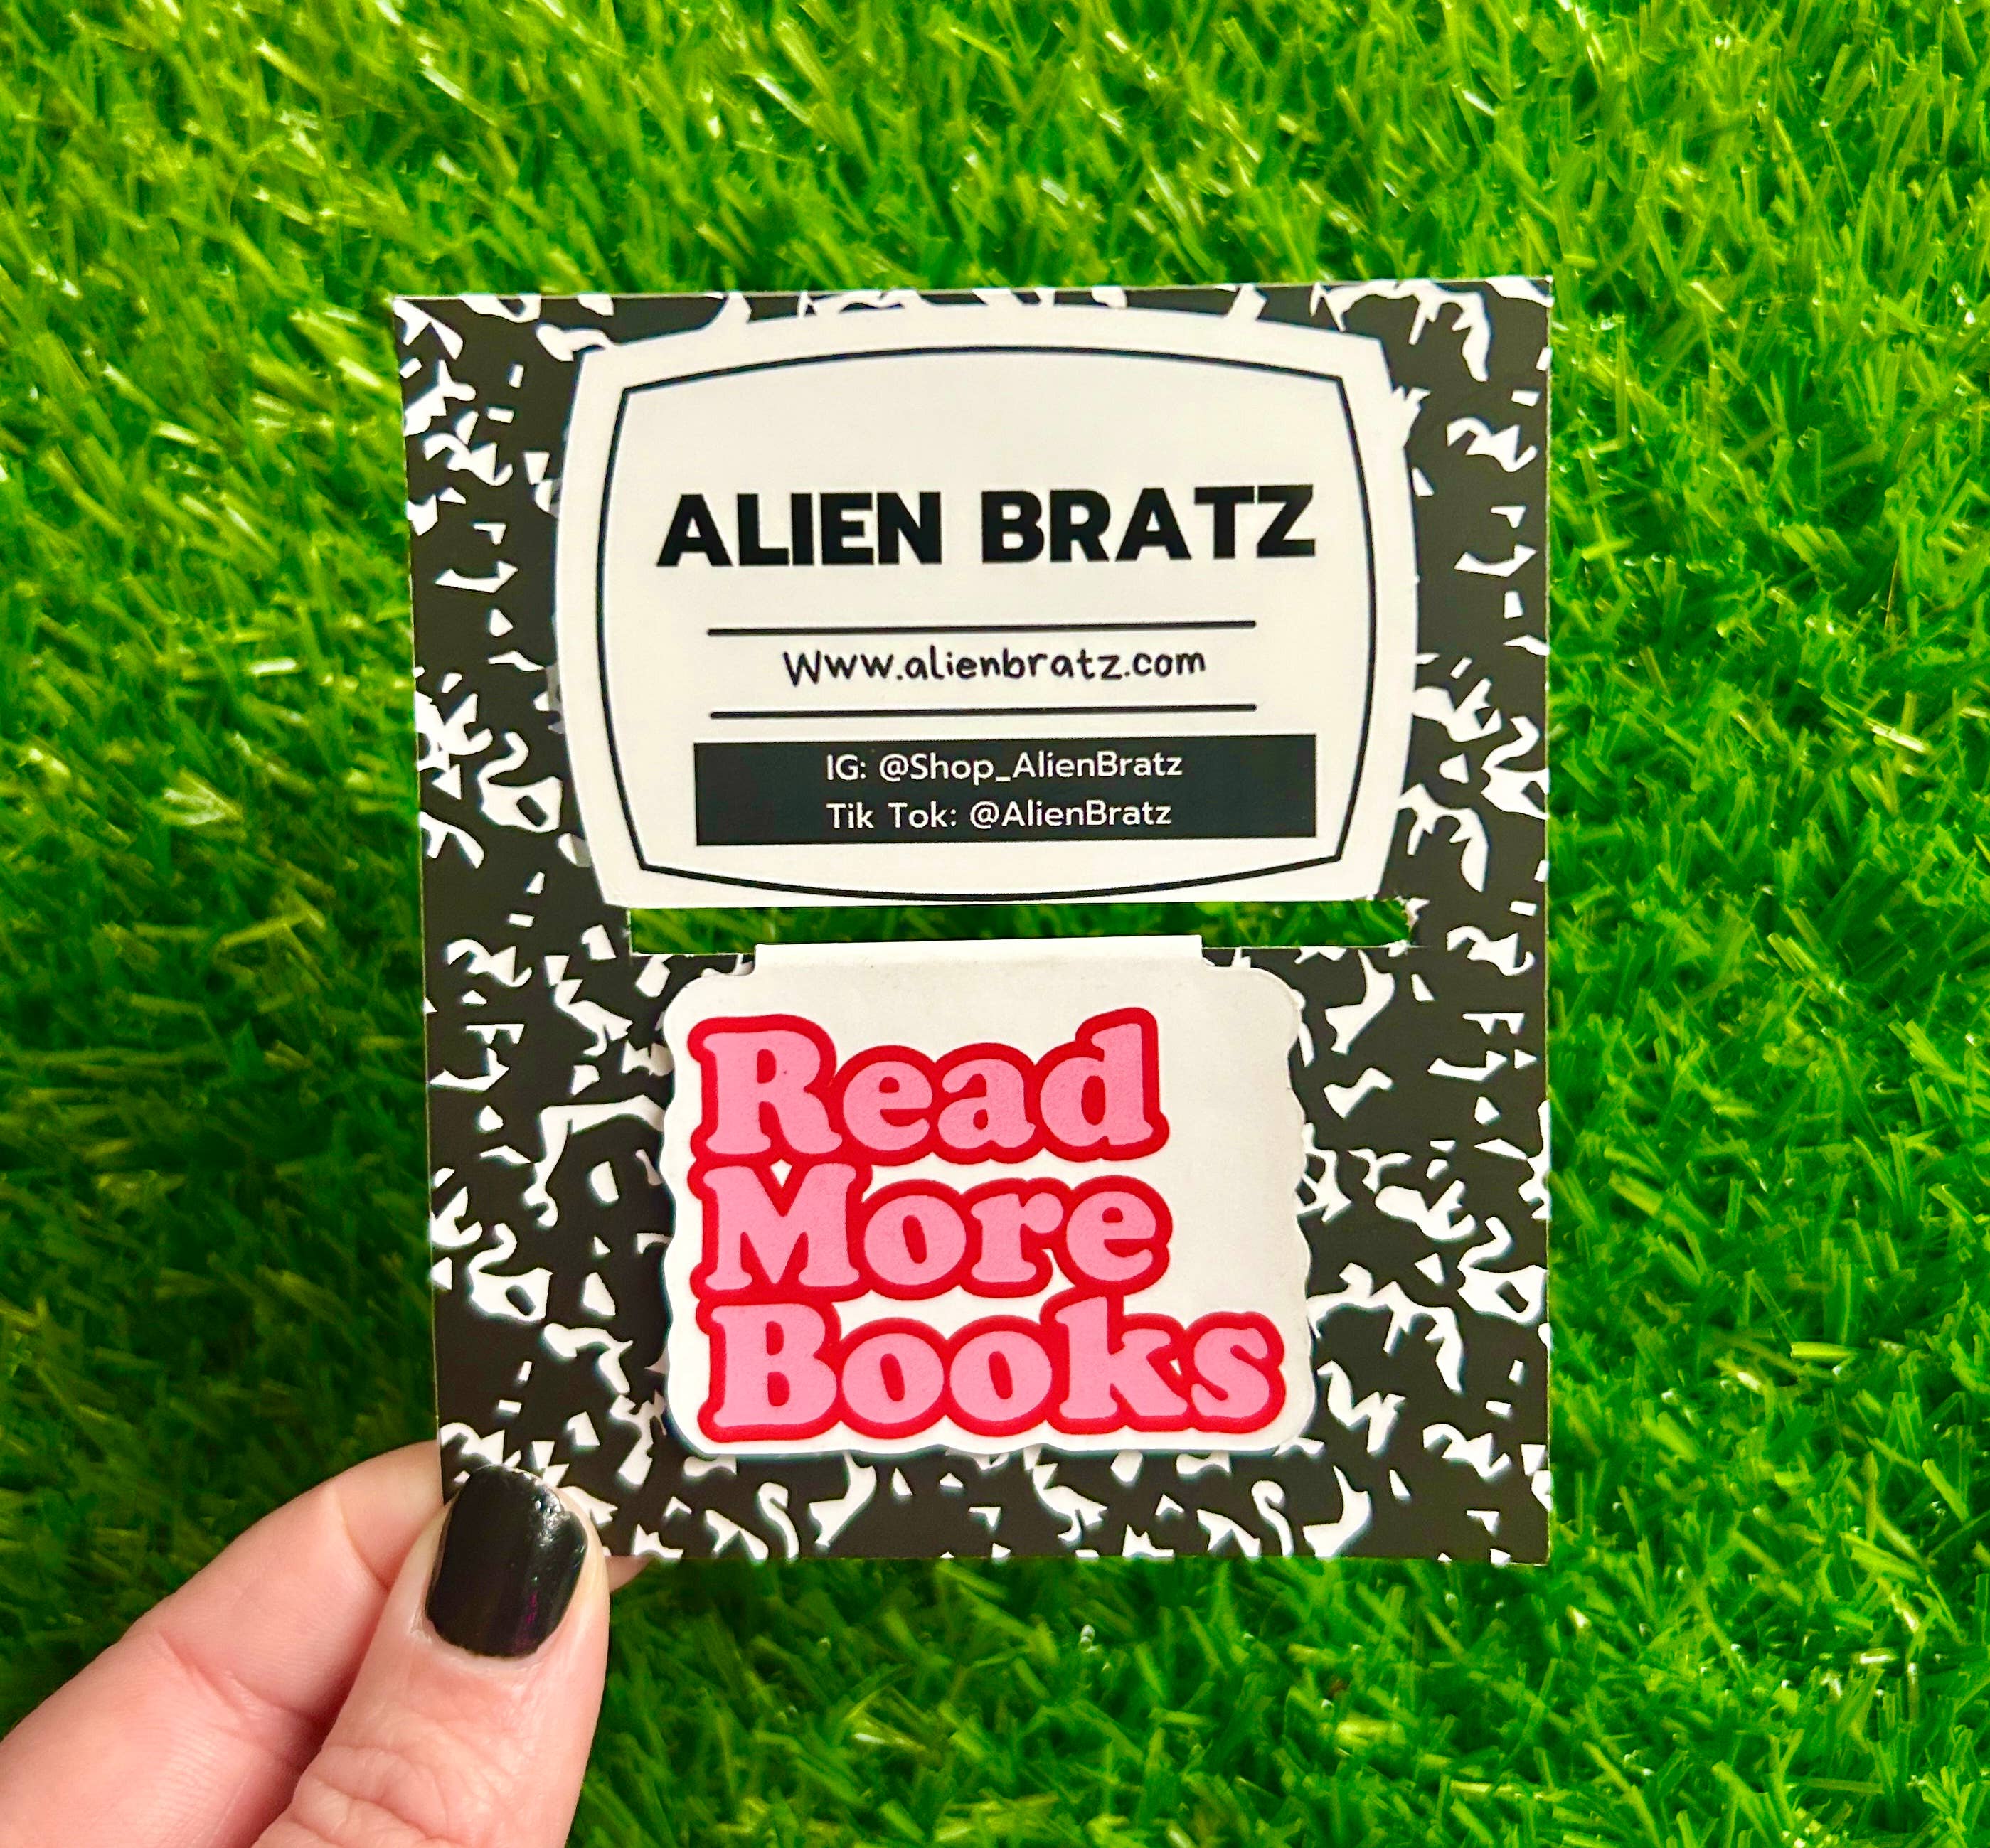 ALIEN BRATZ
Www.alienbratz.com
IG: @Shop_AlienBratz
Tik Tok: @AlienBratz
Read
More
Books